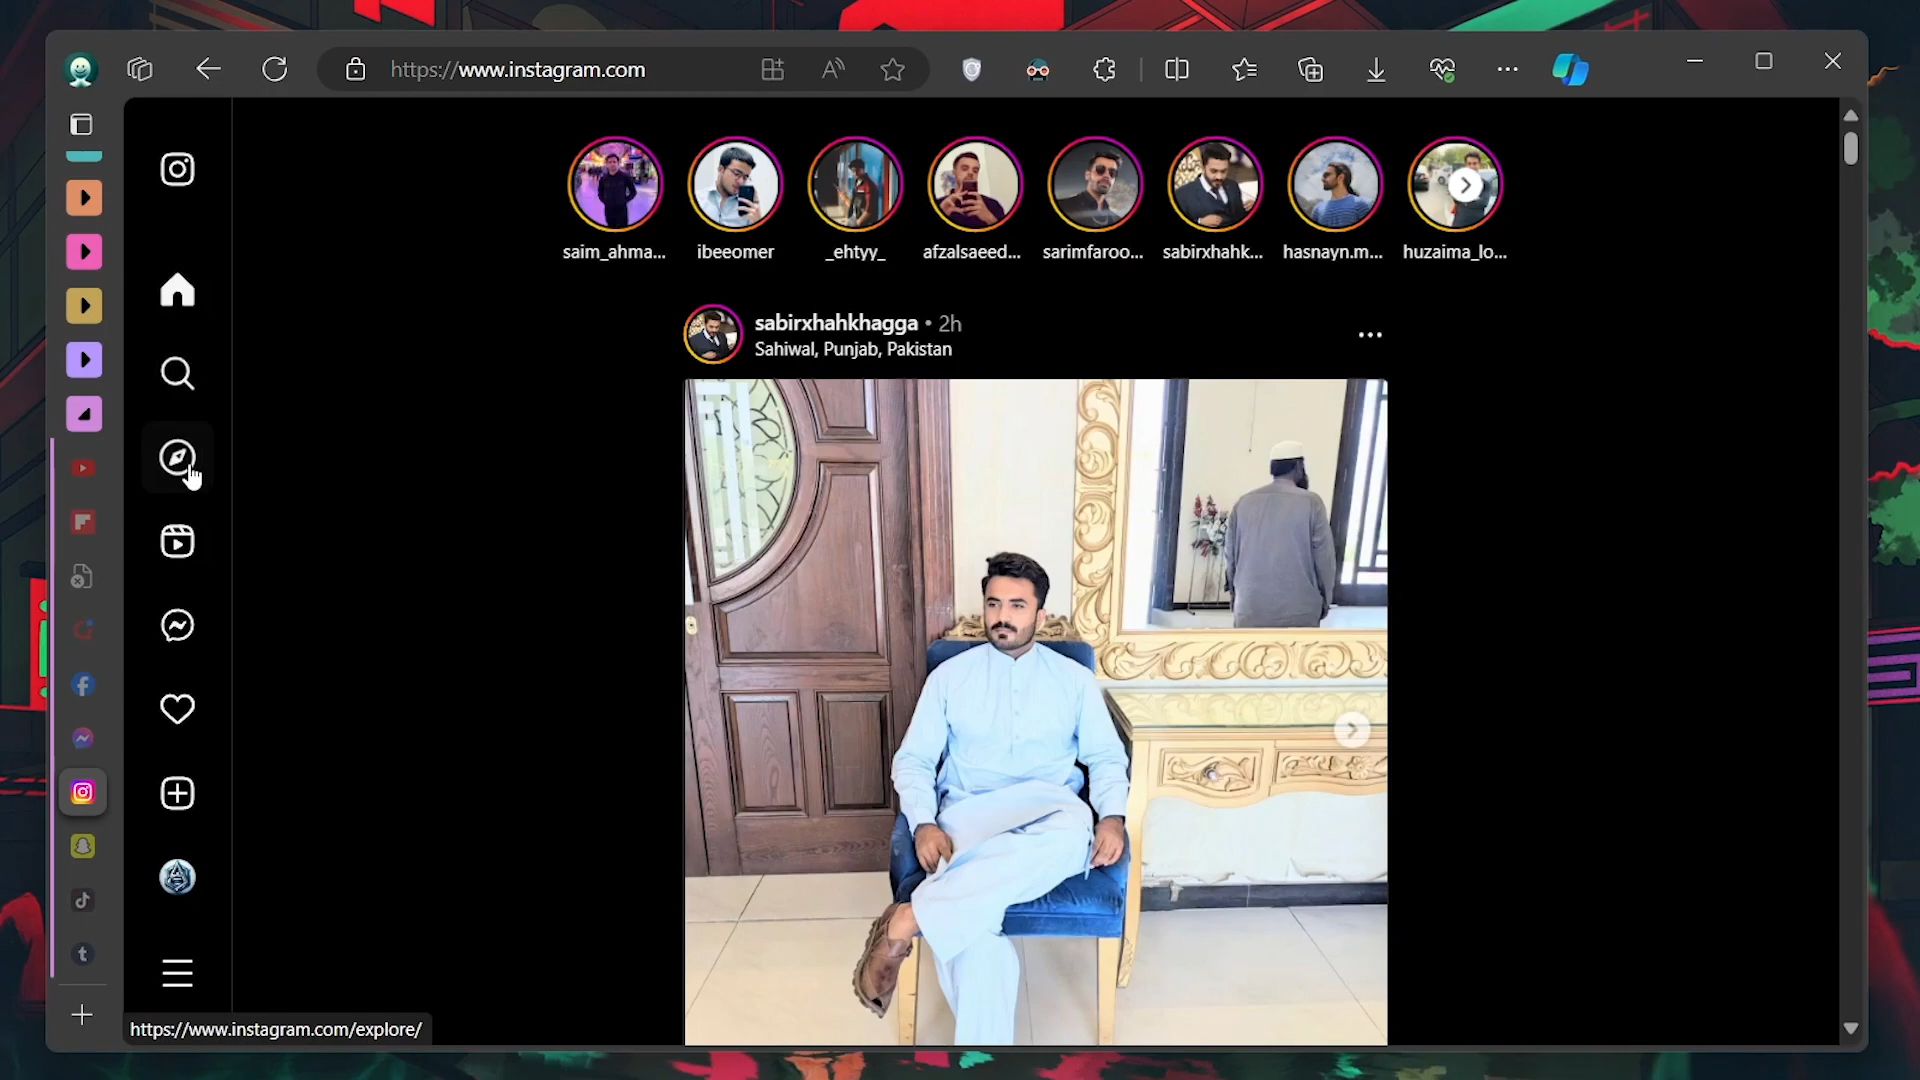 https://www.instagram.com
saim_ahma...
ibeeomer
_ehtyy_
afzalsaeed...
sarimfaroo...
sabirxhahk...
hasnayn.m...
huzaima_lo...
sabirxhahkhagga • 2h
Sahiwal, Punjab, Pakistan
https://www.instagram.com/explore/